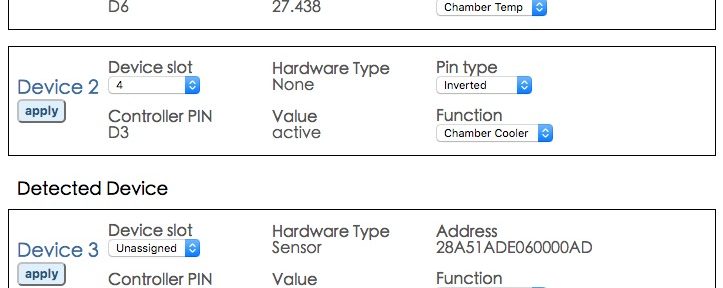 D6 27.438 Chamber Temp
Device slot Hardware Type Pin type
Device 2 4 None Inverted
apply
Controller PIN Value Function
D3 active Chamber Cooler
Detected Device
Device slot Hardware Type Address
Device 3 Unassigned Sensor 28A51ADE060000AD
apply
Controller PIN Value Function